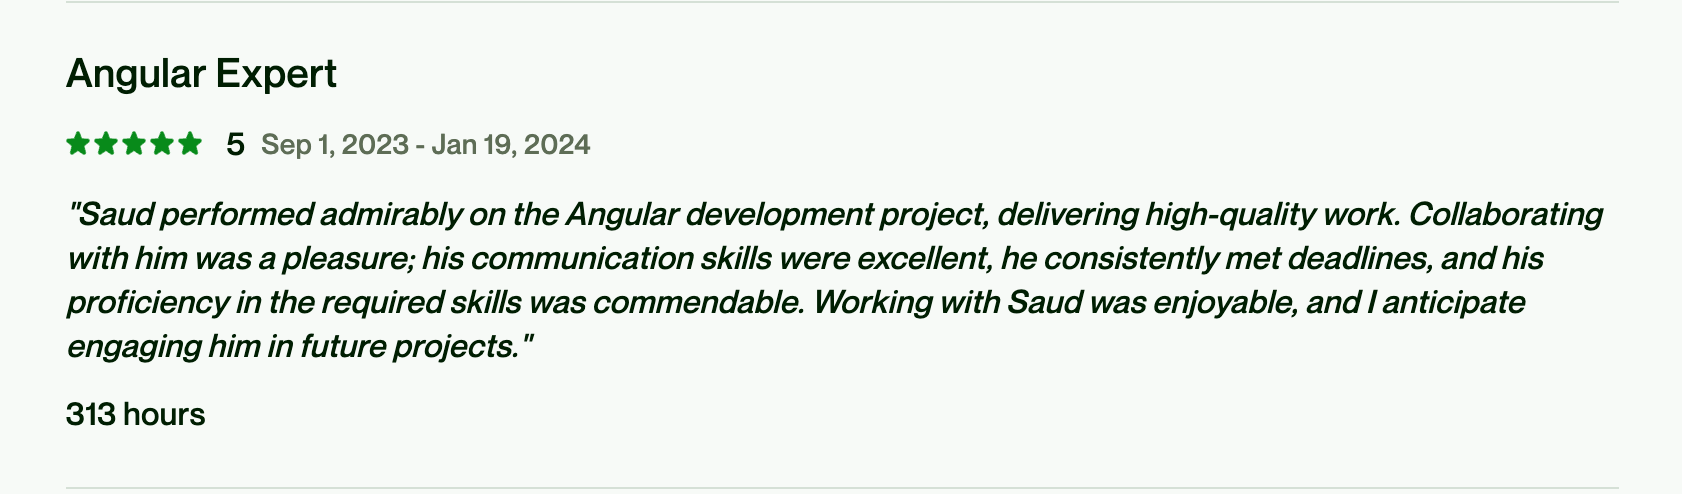 Angular Expert
5 Sep 1, 2023 - Jan 19, 2024
"Saud performed admirably on the Angular development project, delivering high-quality work. Collaborating
with him was a pleasure; his communication skills were excellent, he consistently met deadlines, and his
proficiency in the required skills was commendable. Working with Saud was enjoyable, and I anticipate
engaging him in future projects."
313 hours